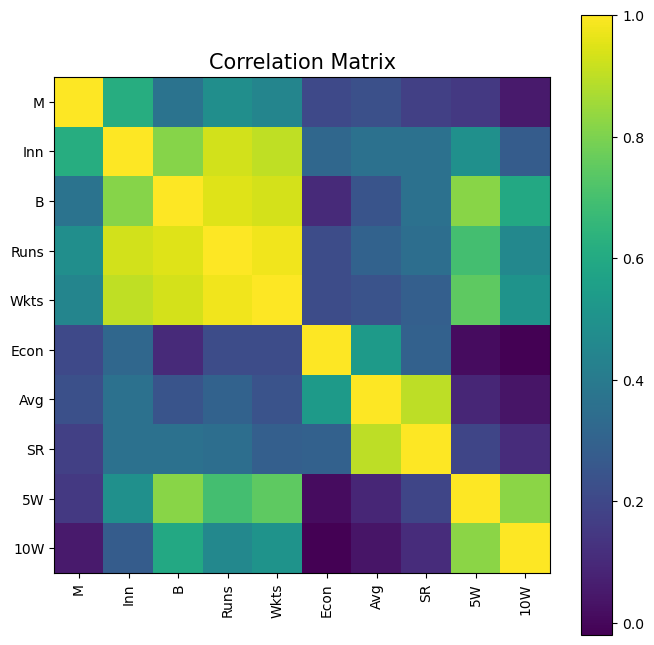 Correlation Matrix
M
Inn
B
Runs
Wkts
Econ
Avg
SR
5W
10W
M
Inn
B
Runs
Wkts
Econ
Avg
SR
5W
10W
1.0
0.8
0.6
0.4
0.2
0.0